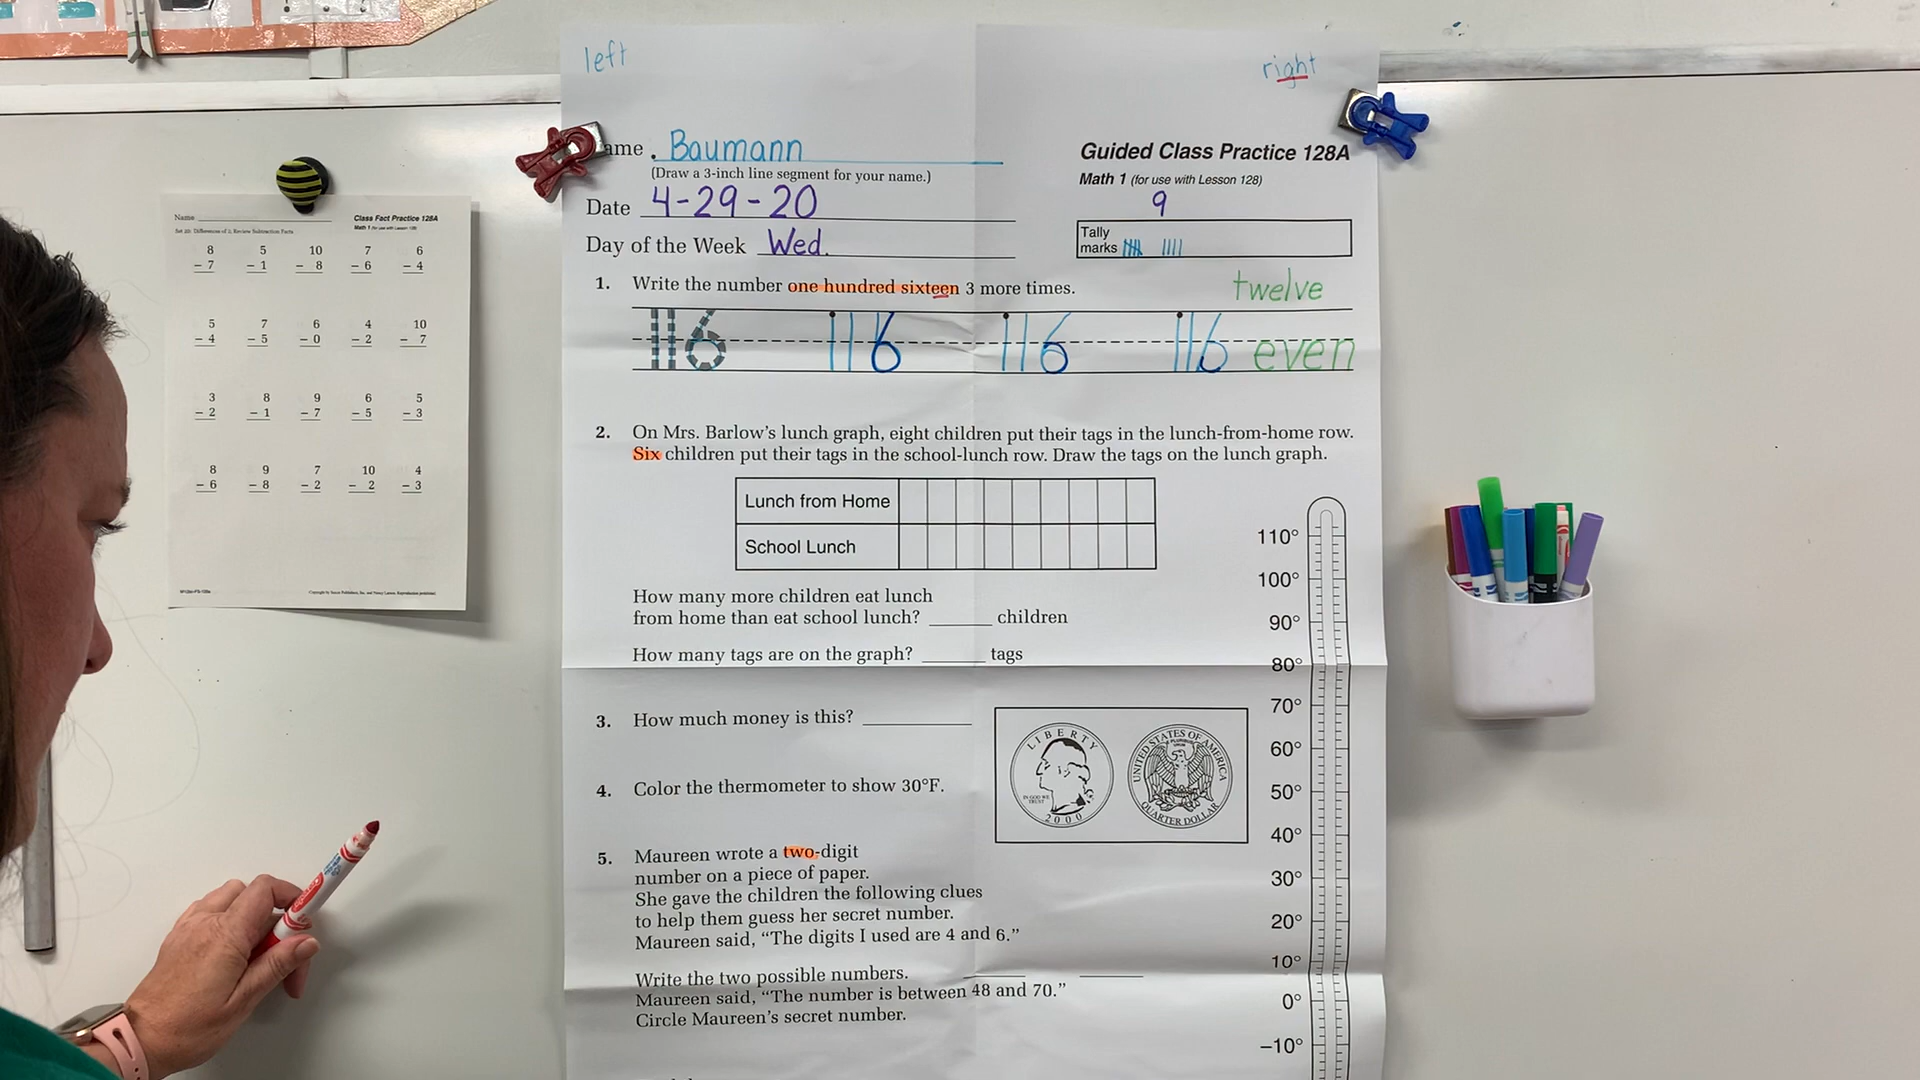 left
right
Name Baumann
(Draw a 3-inch line segment for your name.)
Guided Class Practice 128A
Math 1 (for use with Lesson 128)
Date 4-29-20
9
Day of the Week Wed.
Tally
marks
1. Write the number one hundred sixteen 3 more times.
twelve
116 116 116 116 even
2. On Mrs. Barlow's lunch graph, eight children put their tags in the lunch-from-home row.
Six children put their tags in the school-lunch row. Draw the tags on the lunch graph.
Lunch from Home
School Lunch
How many more children eat lunch
from home than eat school lunch? ______ children
How many tags are on the graph? ______ tags
3. How much money is this? __________
LIBERTY
IN GOD WE
TRUST
2000
UNITED STATES OF AMERICA
QUARTER DOLLAR
4. Color the thermometer to show 30°F.
5. Maureen wrote a two-digit
number on a piece of paper.
She gave the children the following clues
to help them guess her secret number.
Maureen said, "The digits I used are 4 and 6."
Write the two possible numbers. ______ ______
Maureen said, "The number is between 48 and 70."
Circle Maureen's secret number.
110°
100°
90°
80°
70°
60°
50°
40°
30°
20°
10°
0°
−10°
Name
Class Fact Practice 128A
Math 1 (for use with Lesson 128)
8 5 10 7 6
− 7 − 1 − 8 − 6 − 4
5 7 6 4 10
− 4 − 5 − 0 − 2 − 7
3 8 9 6 5
− 2 − 1 − 7 − 5 − 3
8 9 7 10 4
− 6 − 8 − 2 − 2 − 3